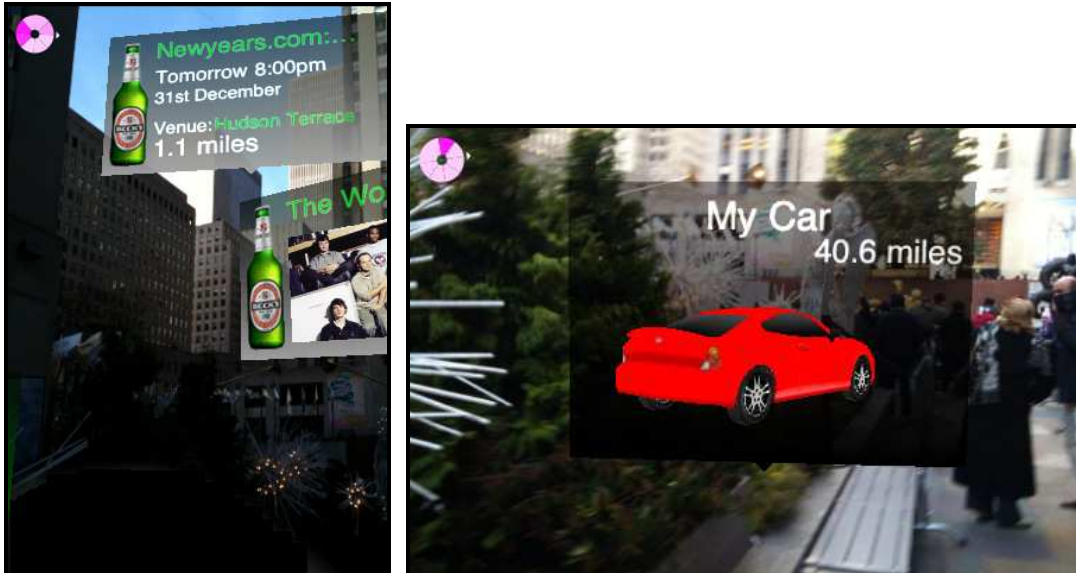 Newyears.com:...
Tomorrow 8:00pm
31st December
Venue:Hudson Terrace
1.1 miles
BECK'S
The Wo
BECK'S
My Car
40.6 miles